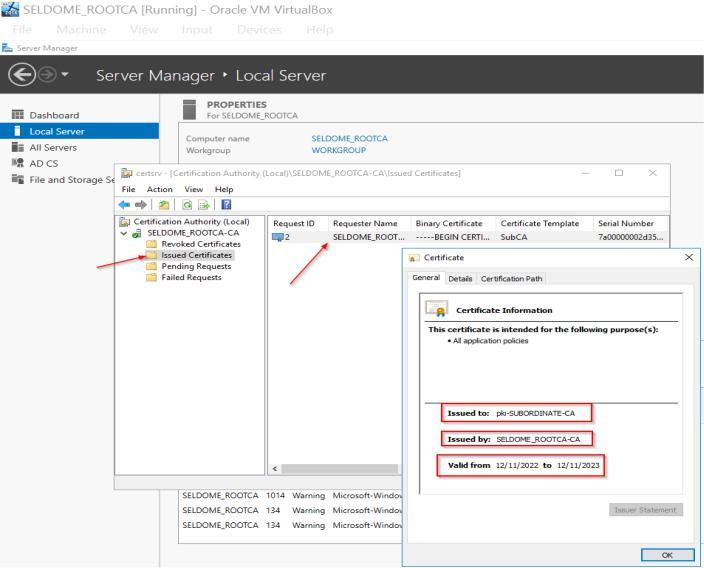 SELDOME_ROOTCA [Running] - Oracle VM VirtualBox
File Machine View Input Devices Help
Server Manager
Server Manager ‣ Local Server
Dashboard
Local Server
All Servers
AD CS
File and Storage Se
PROPERTIES
For SELDOME_ROOTCA
Computer name SELDOME_ROOTCA
Workgroup WORKGROUP
certsrv - [Certification Authority (Local)\SELDOME_ROOTCA-CA\Issued Certificates]
File Action View Help
Certification Authority (Local)
SELDOME_ROOTCA-CA
Revoked Certificates
Issued Certificates
Pending Requests
Failed Requests
Request ID Requester Name Binary Certificate Certificate Template Serial Number
2 SELDOME_ROOT... -----BEGIN CERTI... SubCA 7a00000002d35...
Certificate
General Details Certification Path
Certificate Information
This certificate is intended for the following purpose(s):
• All application policies
Issued to: pki-SUBORDINATE-CA
Issued by: SELDOME_ROOTCA-CA
Valid from 12/11/2022 to 12/11/2023
Issuer Statement
OK
SELDOME_ROOTCA 1014 Warning Microsoft-Window
SELDOME_ROOTCA 134 Warning Microsoft-Window
SELDOME_ROOTCA 134 Warning Microsoft-Window